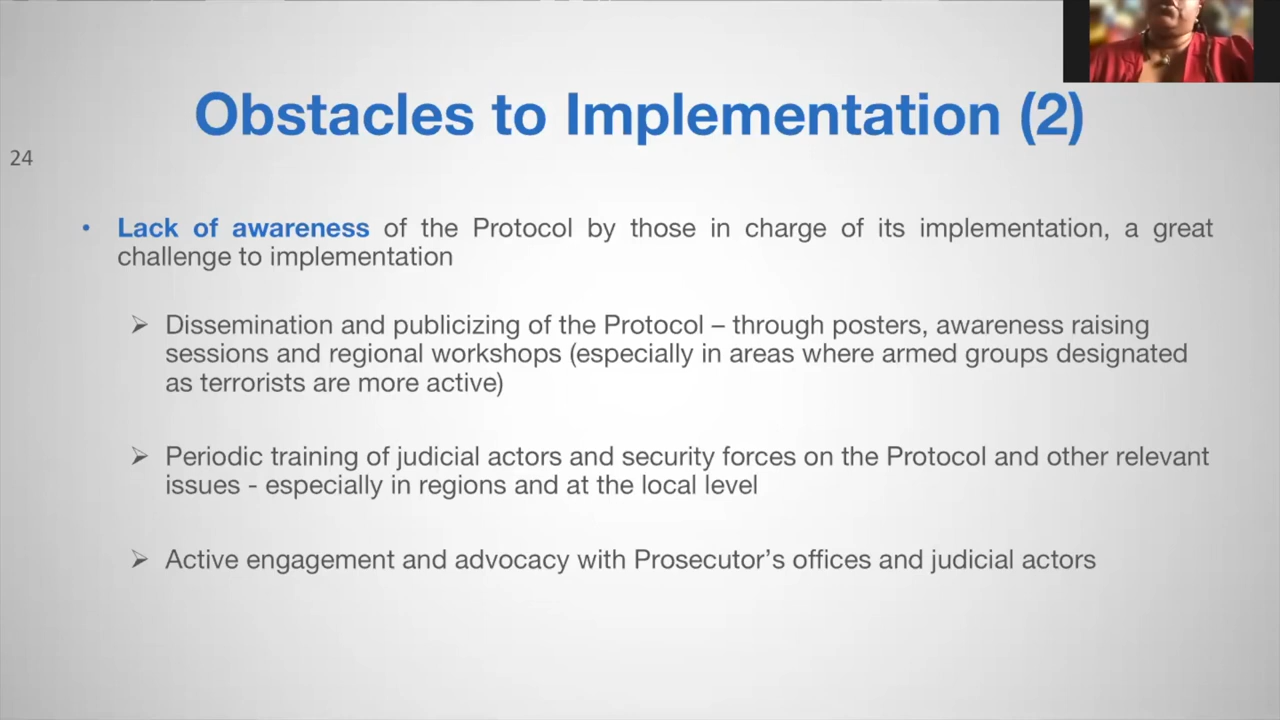 Obstacles to Implementation (2)
24
• Lack of awareness of the Protocol by those in charge of its implementation, a great
challenge to implementation
➢ Dissemination and publicizing of the Protocol – through posters, awareness raising
sessions and regional workshops (especially in areas where armed groups designated
as terrorists are more active)
➢ Periodic training of judicial actors and security forces on the Protocol and other relevant
issues - especially in regions and at the local level
➢ Active engagement and advocacy with Prosecutor’s offices and judicial actors